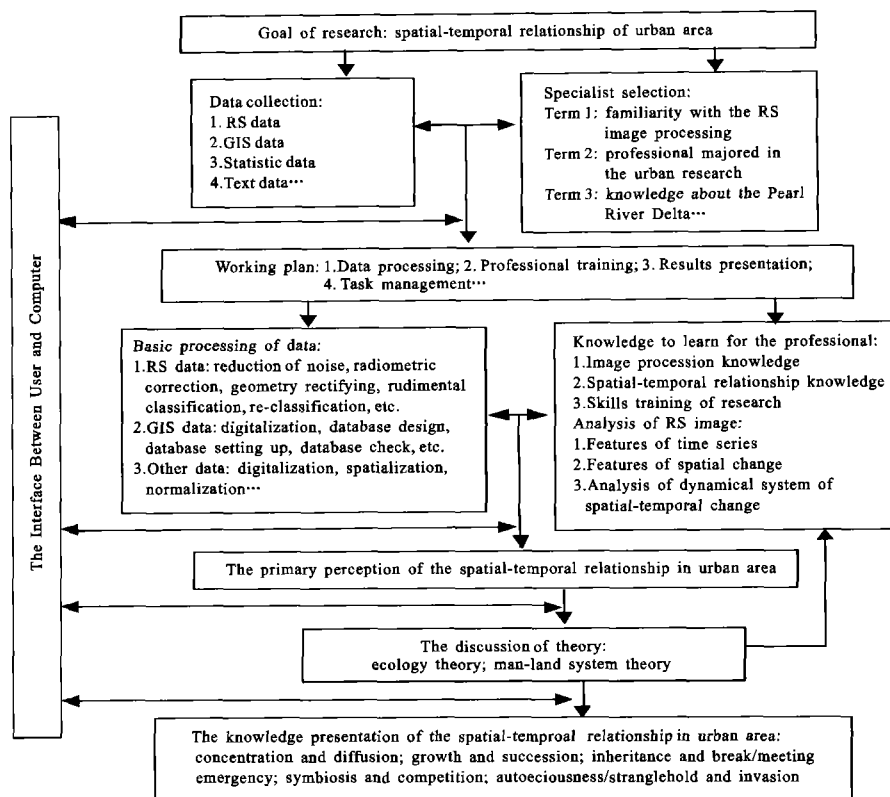 Goal of research: spatial-temporal relationship of urban area
Data collection:
1. RS data
2.GIS data
3.Statistic data
4.Text data···
Specialist selection:
Term 1: familiarity with the RS
image processing
Term 2: professional majored in
the urban research
Term 3: knowledge about the Pearl
River Delta···
The Interface Between User and Computer
Working plan: 1.Data processing; 2. Professional training; 3. Results presentation;
4. Task management···
Basic processing of data:
1.RS data: reduction of noise, radiometric
correction, geometry rectifying, rudimental
classification, re-classification, etc.
2.GIS data: digitalization, database design,
database setting up, database check, etc.
3.Other data: digitalization, spatialization,
normalization···
Knowledge to learn for the professional:
1.Image procession knowledge
2.Spatial-temporal relationship knowledge
3.Skills training of research
Analysis of RS image:
1.Features of time series
2.Features of spatial change
3.Analysis of dynamical system of
spatial-temporal change
The primary perception of the spatial-temporal relationship in urban area
The discussion of theory:
ecology theory; man-land system theory
The knowledge presentation of the spatial-temproal relationship in urban area:
concentration and diffusion; growth and succession; inheritance and break/meeting
emergency; symbiosis and competition; autoeciousness/stranglehold and invasion